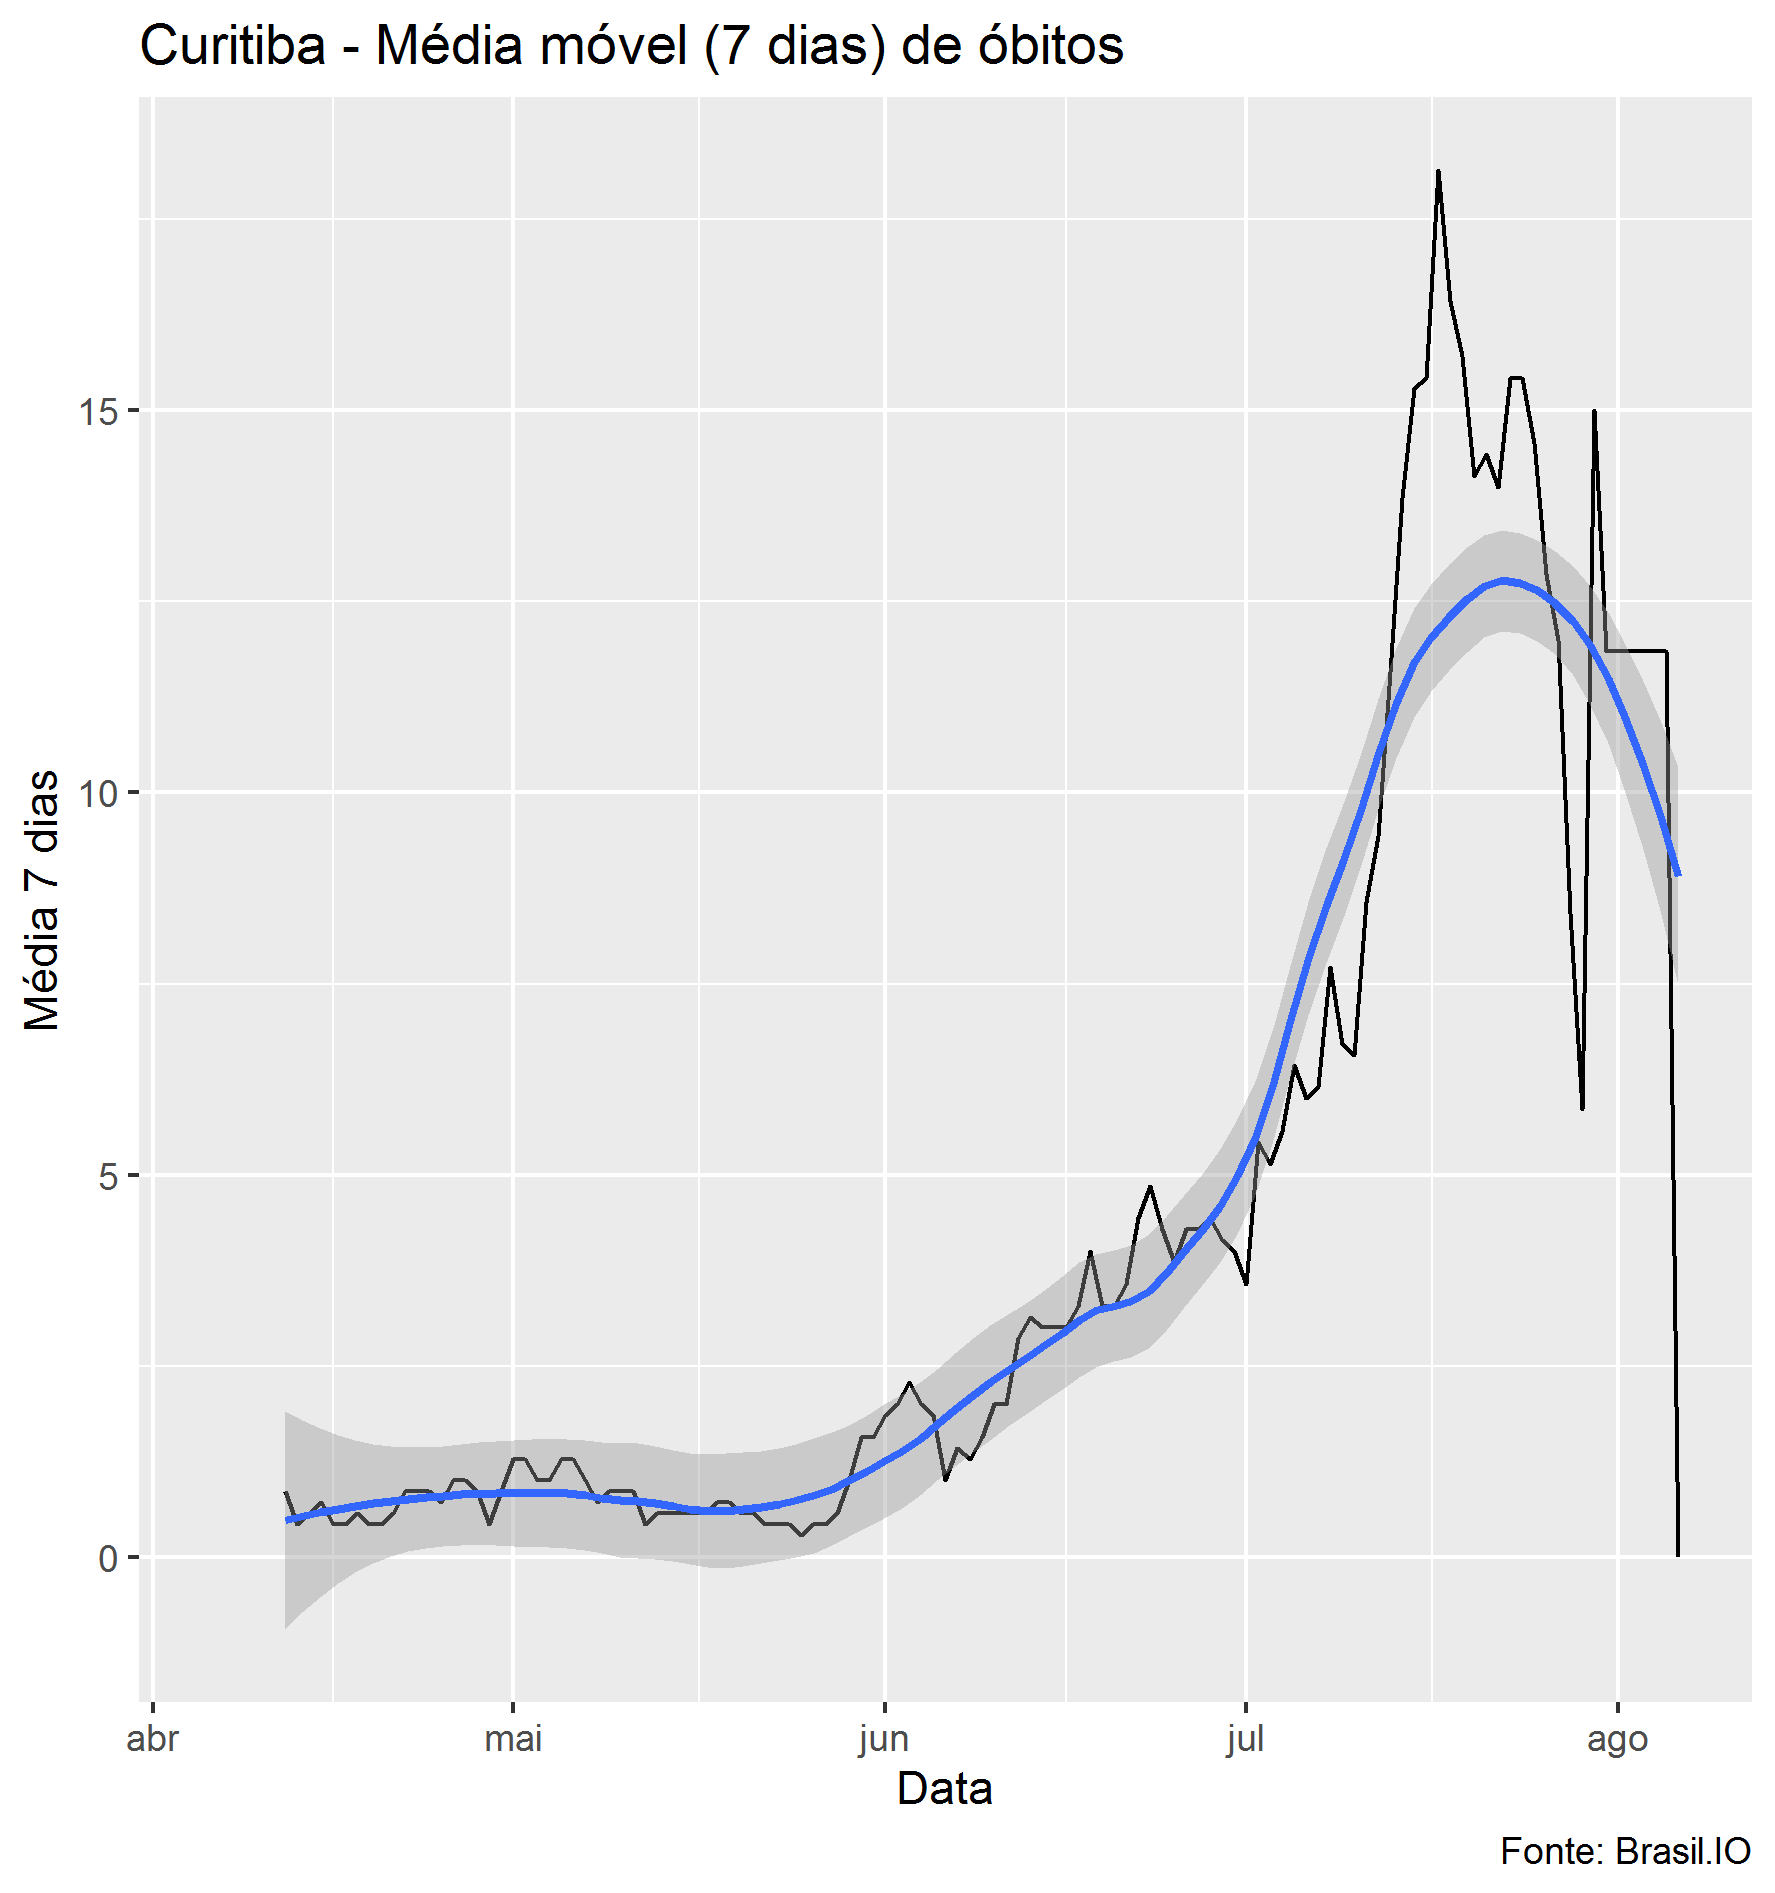 Curitiba - Média móvel (7 dias) de óbitos
Média 7 dias
15
10
5
0
abr
mai
jun
jul
ago
Data
Fonte: Brasil.IO